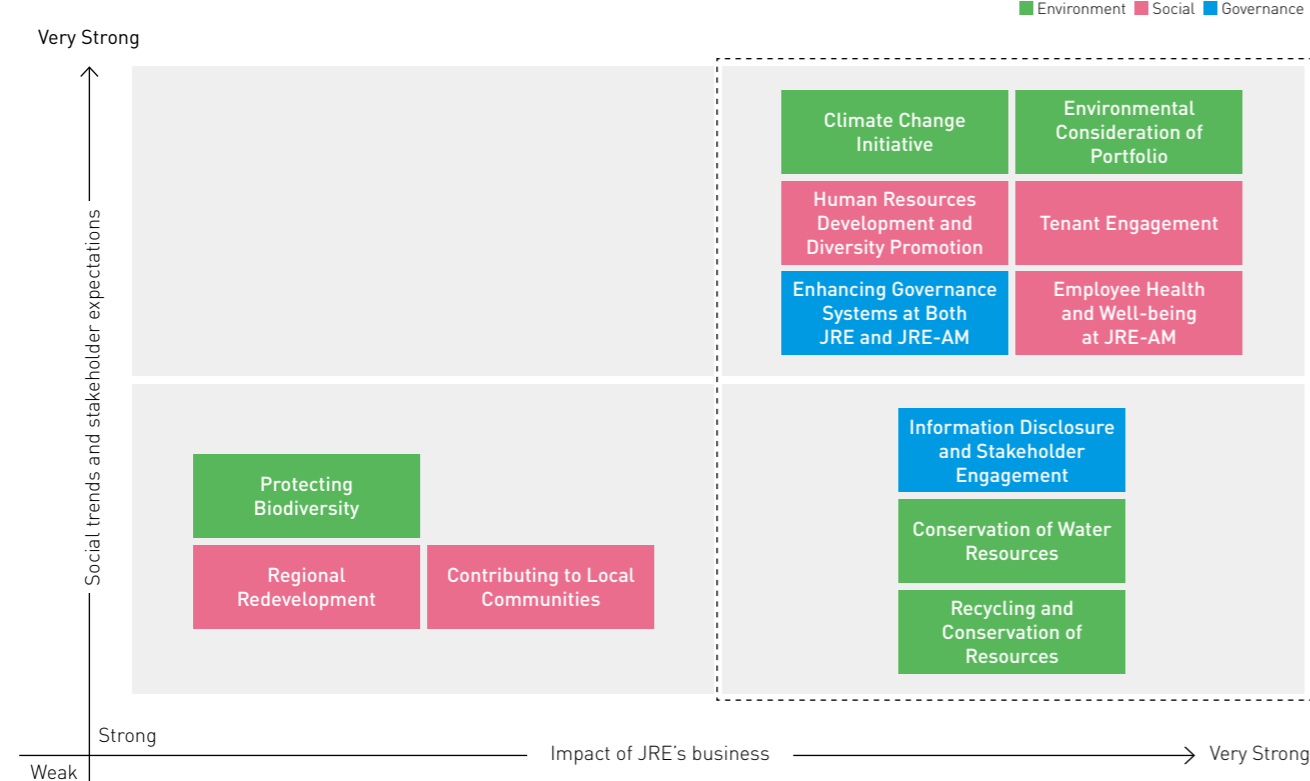 Environment Social Governance
Very Strong
Social trends and stakeholder expectations
Climate Change
Initiative
Environmental
Consideration of
Portfolio
Human Resources
Development and
Diversity Promotion
Tenant Engagement
Enhancing Governance
Systems at Both
JRE and JRE-AM
Employee Health
and Well-being
at JRE-AM
Protecting
Biodiversity
Regional
Redevelopment
Contributing to Local
Communities
Information Disclosure
and Stakeholder
Engagement
Conservation of Water
Resources
Recycling and
Conservation of
Resources
Strong
Weak
Impact of JRE’s business
Very Strong